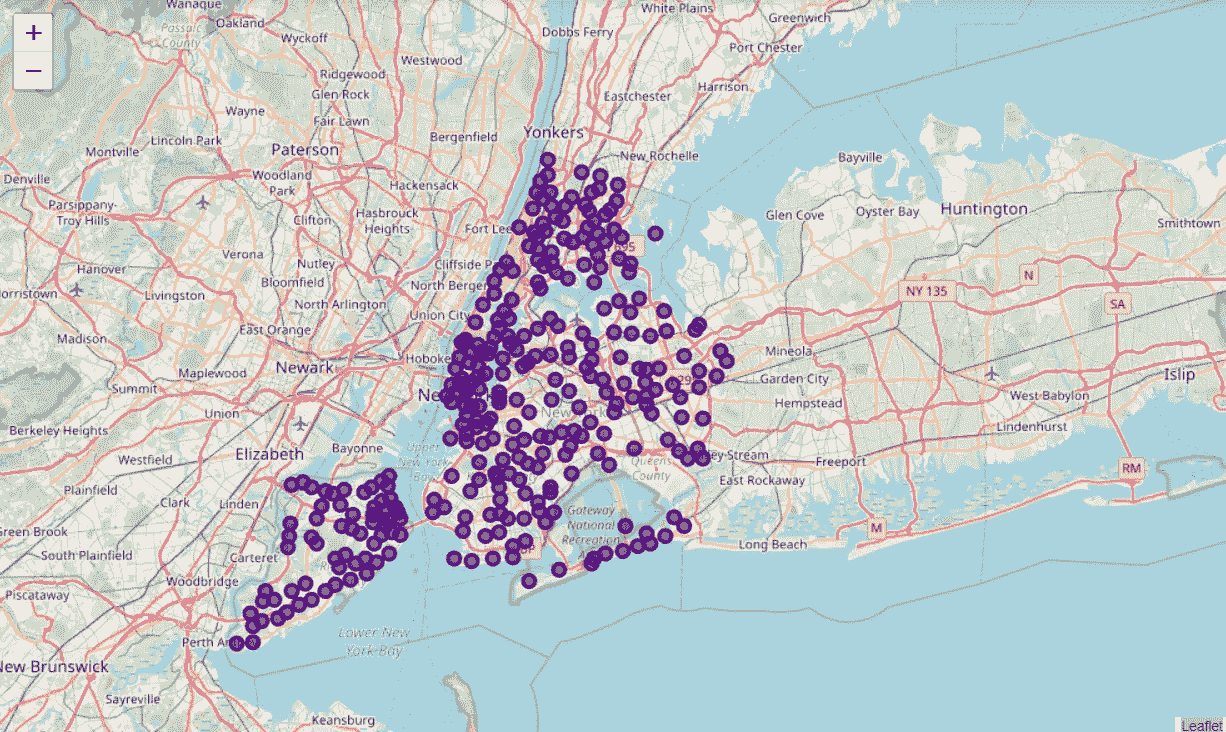 Wanaque
White Plains
Greenwich
+
Oakland
Passaic
County
Dobbs Ferry
Wyckoff
Port Chester
Westwood
−
Ridgewood
Glen Rock
Harrison
Eastchester
Wayne
Fair Lawn
Yonkers
Bergenfield
Lincoln Park
Paterson
Montville
New Rochelle
Bayville
Woodland
Park
Denville
Hackensack
Parsippany-
Troy Hills
Hasbrouck
Heights
Clifton
Fort Lee
Glen Cove
Oyster Bay
Huntington
Smithtown
Verona
Nutley
Cliffside P
695
Hanover
Bloomfield
North Bergen
N
NY 135
SA
orristown
Livingston
North Arlington
Union City
East Orange
Madison
Mineola
Hoboke
Newark
Maplewood
Summit
Garden City
Islip
West Babylon
Hempstead
Union
Ne
New York
Berkeley Heights
Lindenhurst
Bayonne
Upper
New York
Bay
Elizabeth
Westfield
ley Stream
Queens
County
Freeport
RM
East Rockaway
Plainfield
Clark
Linden
Gateway
National
Recreation
M
Green Brook
Long Beach
South Plainfield
Carteret
Woodbridge
Piscataway
Lower New
York Bay
Perth Am
New Brunswick
Sayreville
Keansburg
Leaflet